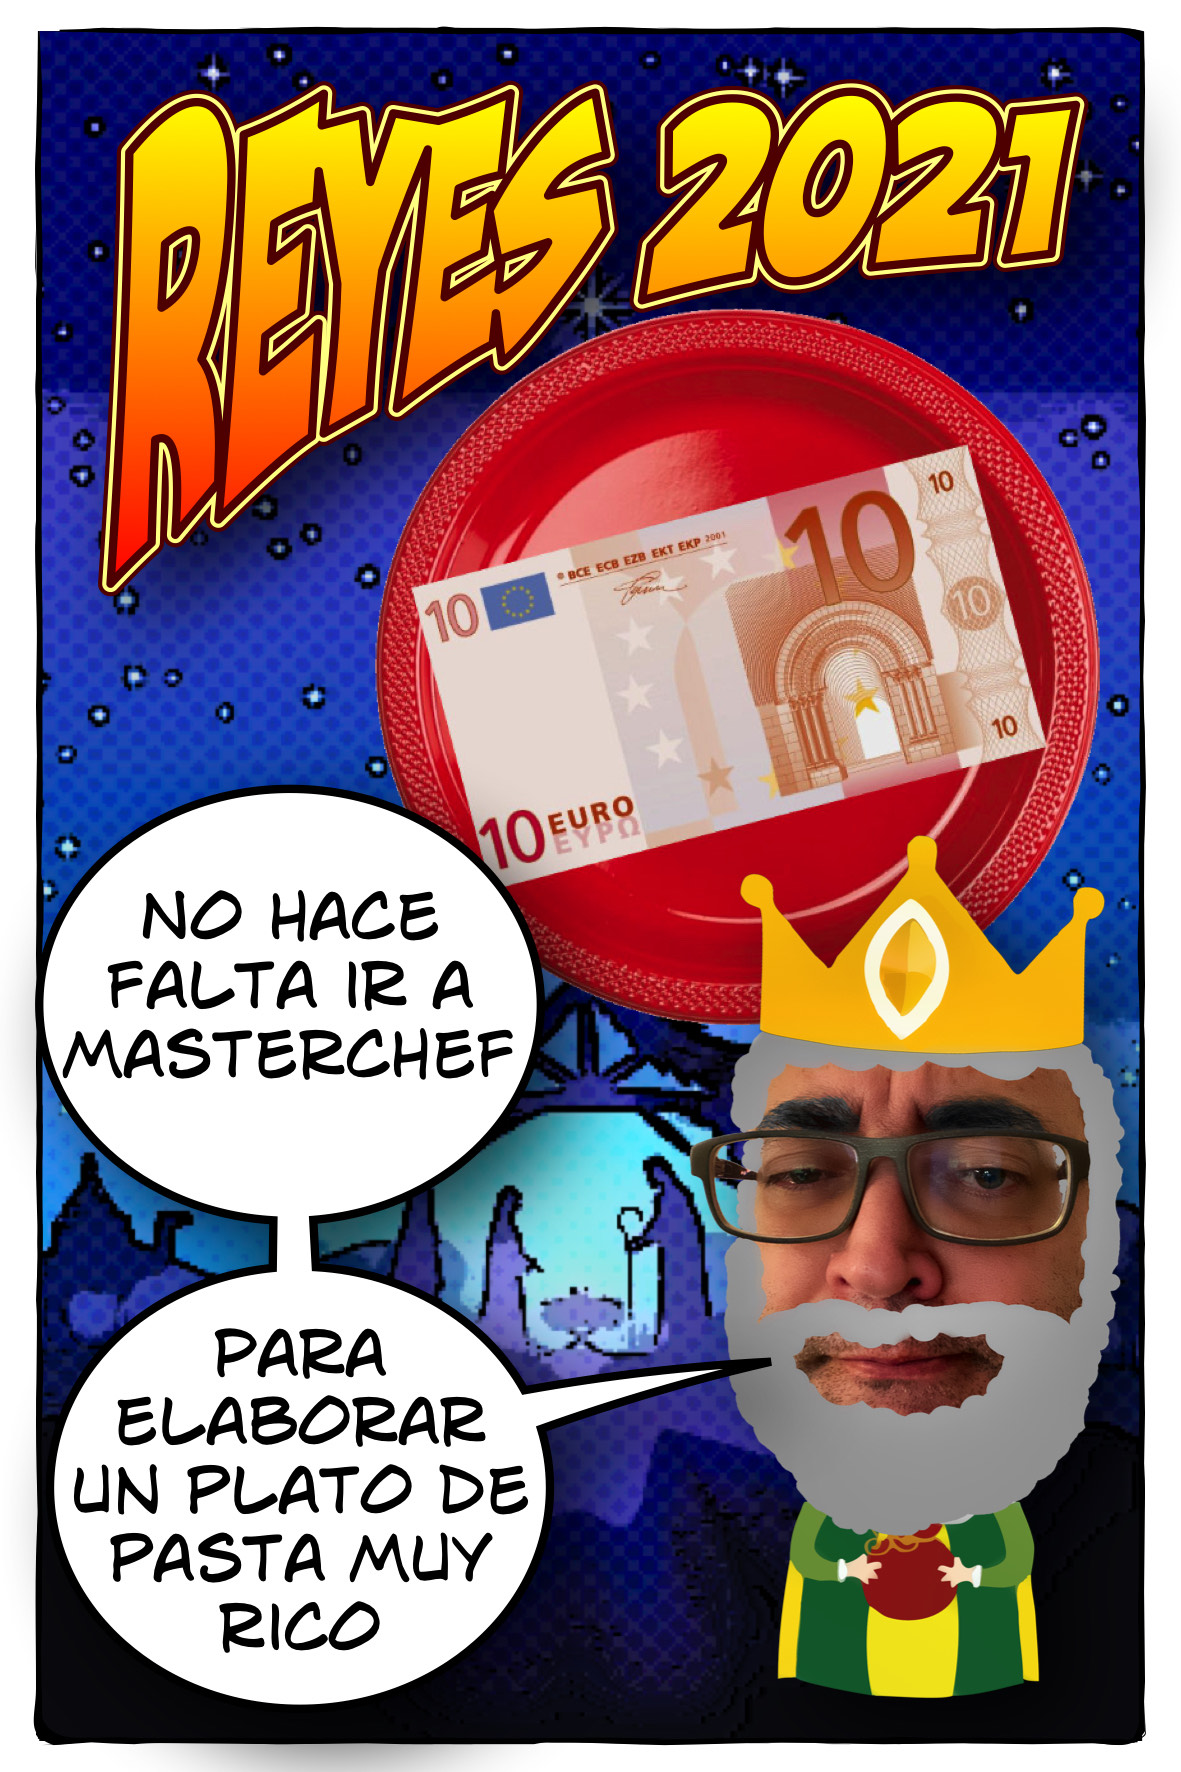 REYES 2021
10
10
© BCE ECB EZB EKT EKP 2001
10
10
10
10 EURO
ΕΥΡΩ
NO HACE
FALTA IR A
MASTERCHEF
PARA
ELABORAR
UN PLATO DE
PASTA MUY
RICO